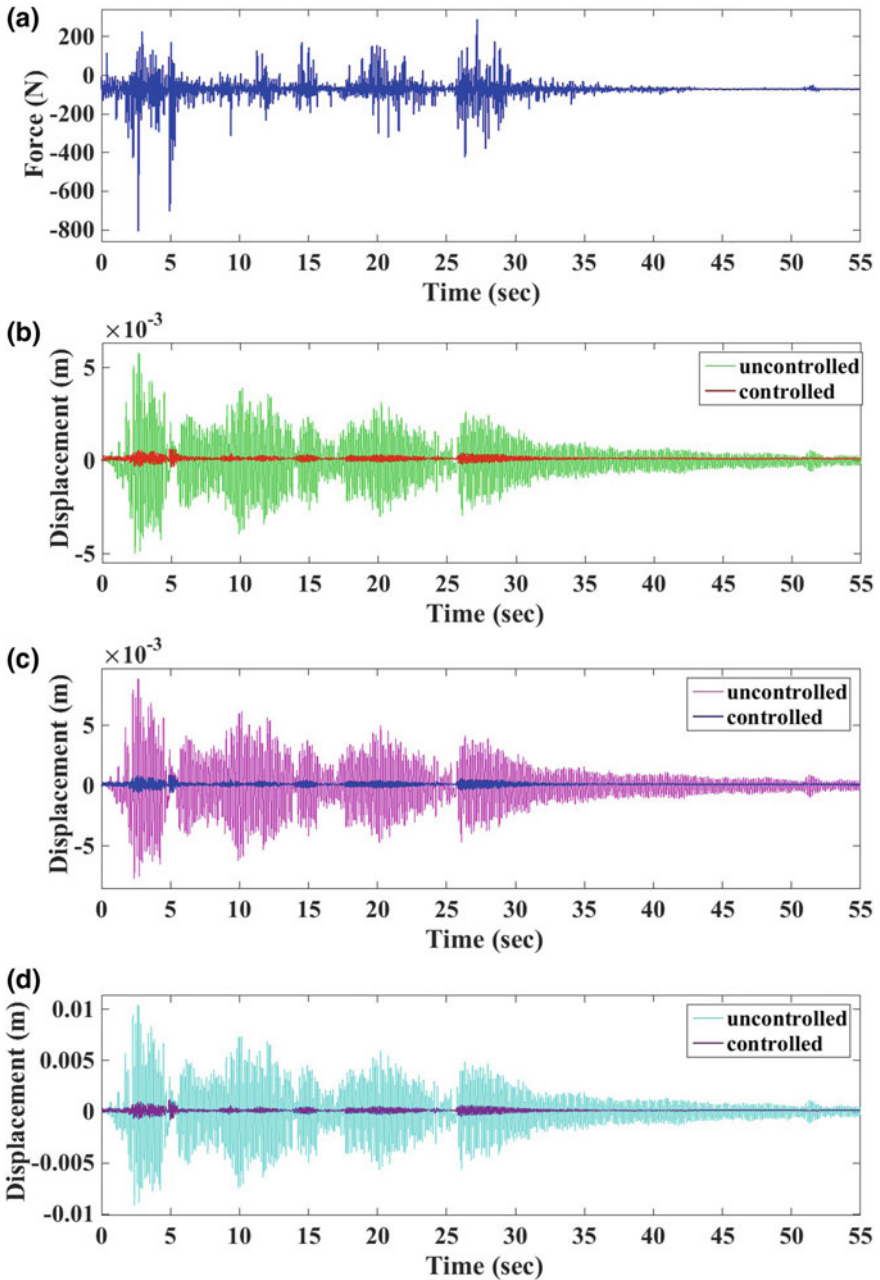 (a)
200
0
-200
-400
-600
-800
Force (N)
0 5 10 15 20 25 30 35 40 45 50 55
Time (sec)
(b)
×10-3
5
0
-5
Displacement (m)
uncontrolled
controlled
0 5 10 15 20 25 30 35 40 45 50 55
Time (sec)
(c)
×10-3
5
0
-5
Displacement (m)
uncontrolled
controlled
0 5 10 15 20 25 30 35 40 45 50 55
Time (sec)
(d)
0.01
0.005
0
-0.005
-0.01
Displacement (m)
uncontrolled
controlled
0 5 10 15 20 25 30 35 40 45 50 55
Time (sec)